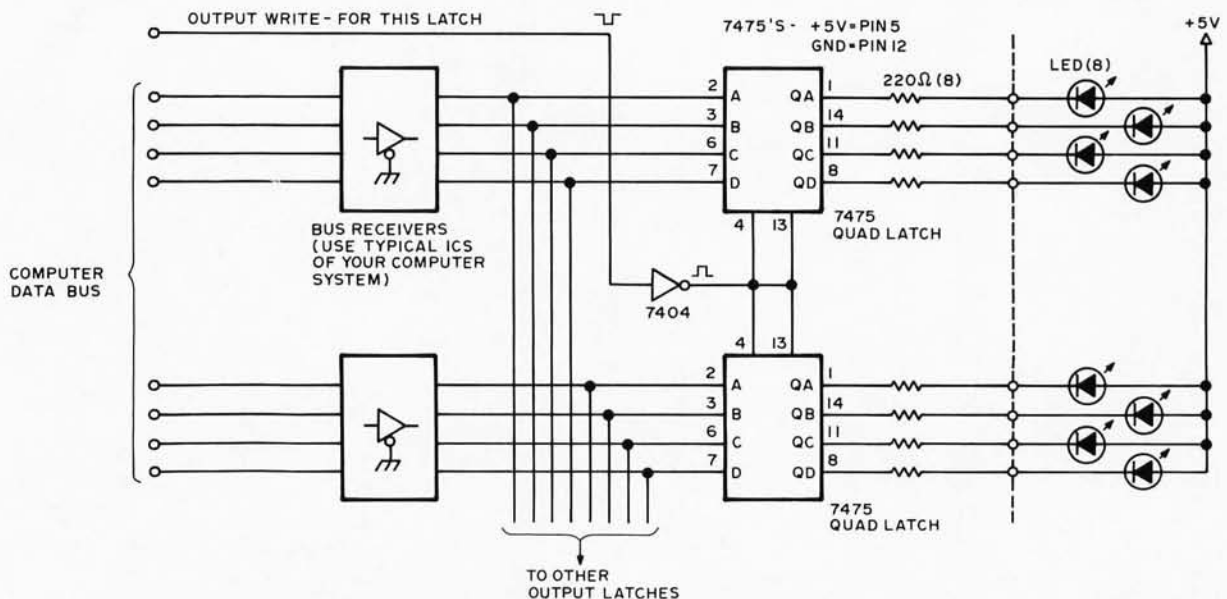 OUTPUT WRITE - FOR THIS LATCH
7475'S - +5V=PIN 5
GND=PIN 12
+5V
220Ω (8)
LED (8)
2
A
QA
1
3
B
QB
14
6
C
QC
11
7
D
QD
8
4
13
7475
QUAD LATCH
BUS RECEIVERS
(USE TYPICAL ICS
OF YOUR COMPUTER
SYSTEM)
COMPUTER
DATA BUS
7404
4
13
2
A
QA
1
3
B
QB
14
6
C
QC
11
7
D
QD
8
7475
QUAD LATCH
TO OTHER
OUTPUT LATCHES